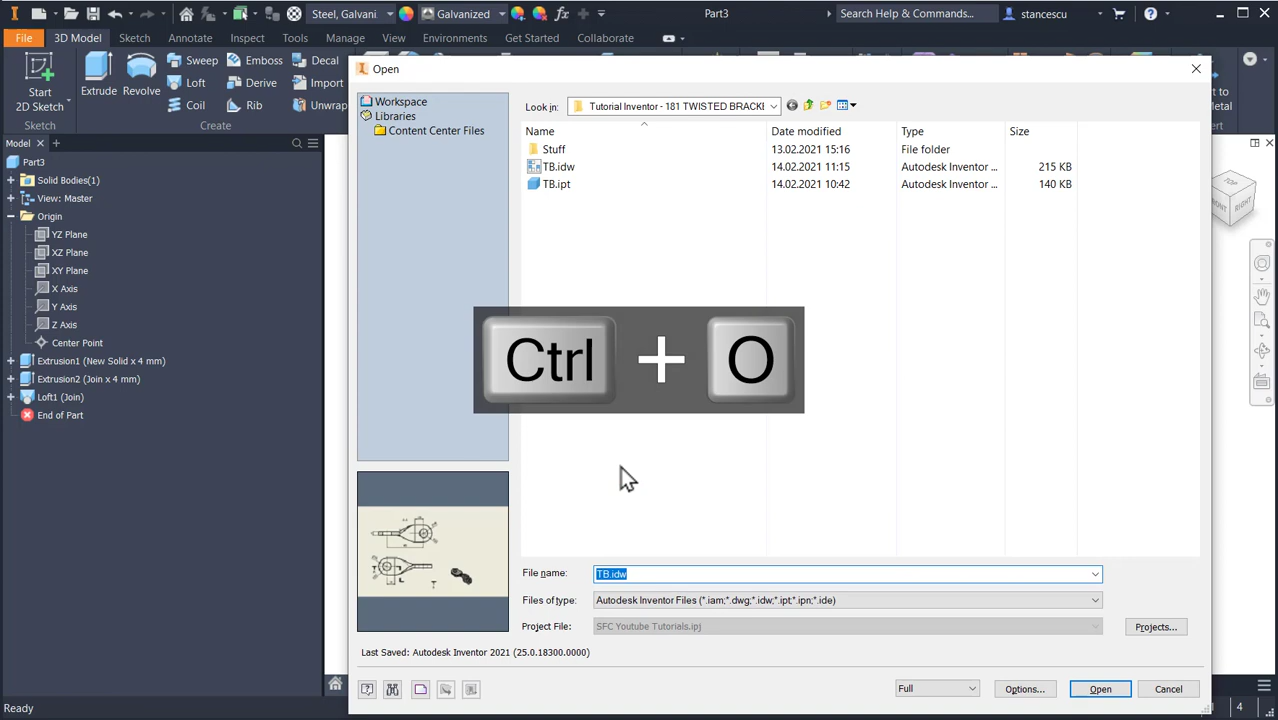 Steel, Galvani
Galvanized
Part3
Search Help & Commands...
stancescu
File
3D Model
Sketch
Annotate
Inspect
Tools
Manage
View
Environments
Get Started
Collaborate
Start
2D Sketch
Extrude
Revolve
Sweep
Loft
Coil
Emboss
Derive
Rib
Decal
Import
Unwrap
Sketch
Create
Model
Part3
Solid Bodies(1)
View: Master
Origin
YZ Plane
XZ Plane
XY Plane
X Axis
Y Axis
Z Axis
Center Point
Extrusion1 (New Solid x 4 mm)
Extrusion2 (Join x 4 mm)
Loft1 (Join)
End of Part
Open
Workspace
Libraries
Content Center Files
Look in:
Tutorial Inventor - 181 TWISTED BRACKE
Name
Date modified
Type
Size
Stuff
13.02.2021 15:16
File folder
TB.idw
14.02.2021 11:15
Autodesk Inventor ...
215 KB
TB.ipt
14.02.2021 10:42
Autodesk Inventor ...
140 KB
Ctrl + O
File name:
TB.idw
Files of type:
Autodesk Inventor Files (*.iam;*.dwg;*.idw;*.ipt;*.ipn;*.ide)
Project File:
SFC Youtube Tutorials.ipj
Projects...
Last Saved: Autodesk Inventor 2021 (25.0.18300.0000)
Full
Options...
Open
Cancel
FRONT
RIGHT
t to
Metal
Ready
4